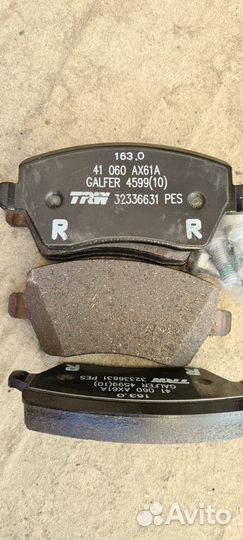 163,0
41 060 AX61A
GALFER 4599(10)
TRW 32336631 PES
R R
R
163,0
41 060 AX61A
GALFER 4599(10)
TRW 32336631 PES
Avito